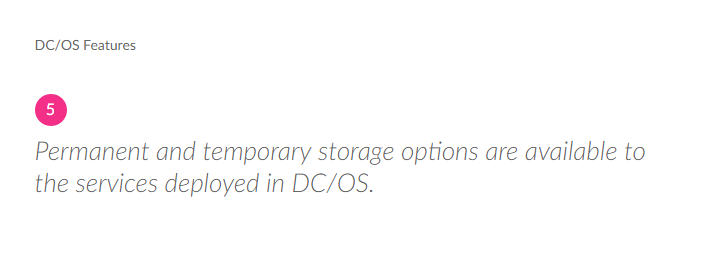 DC/OS Features
5
Permanent and temporary storage options are available to
the services deployed in DC/OS.